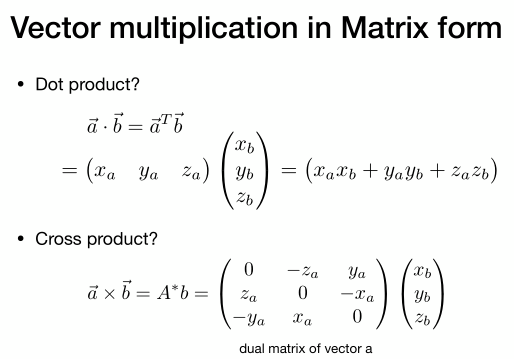 Vector multiplication in Matrix form
• Dot product?
$\vec{a} \cdot \vec{b} = \vec{a}^T \vec{b}$
$= \begin{pmatrix} x_a & y_a & z_a \end{pmatrix} \begin{pmatrix} x_b \\ y_b \\ z_b \end{pmatrix} = \begin{pmatrix} x_a x_b + y_a y_b + z_a z_b \end{pmatrix}$
• Cross product?
$\vec{a} \times \vec{b} = A^* b = \begin{pmatrix} 0 & -z_a & y_a \\ z_a & 0 & -x_a \\ -y_a & x_a & 0 \end{pmatrix} \begin{pmatrix} x_b \\ y_b \\ z_b \end{pmatrix}$
dual matrix of vector a